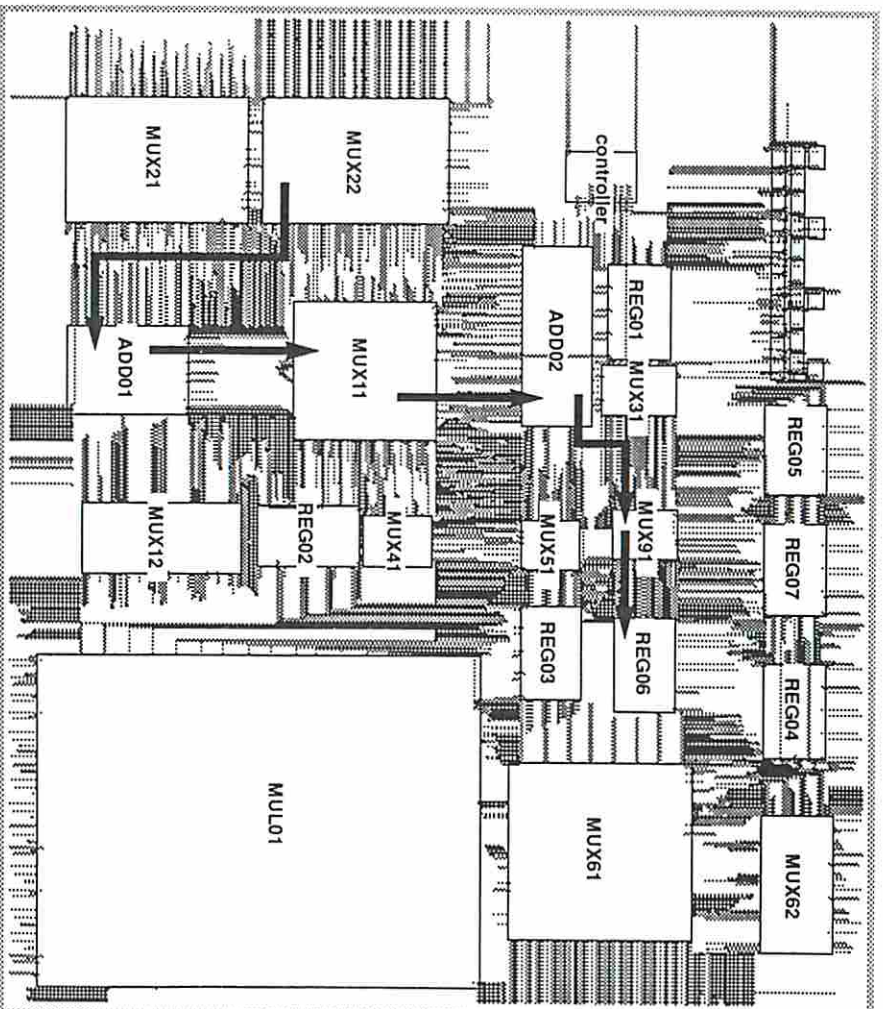 MUX21
MUX22
controller
REG01
ADD02
MUX31
MUX11
ADD01
REG05
MUX12
REG02
MUX41
MUX51
MUX91
REG07
REG03
REG06
REG04
MUL01
MUX61
MUX62